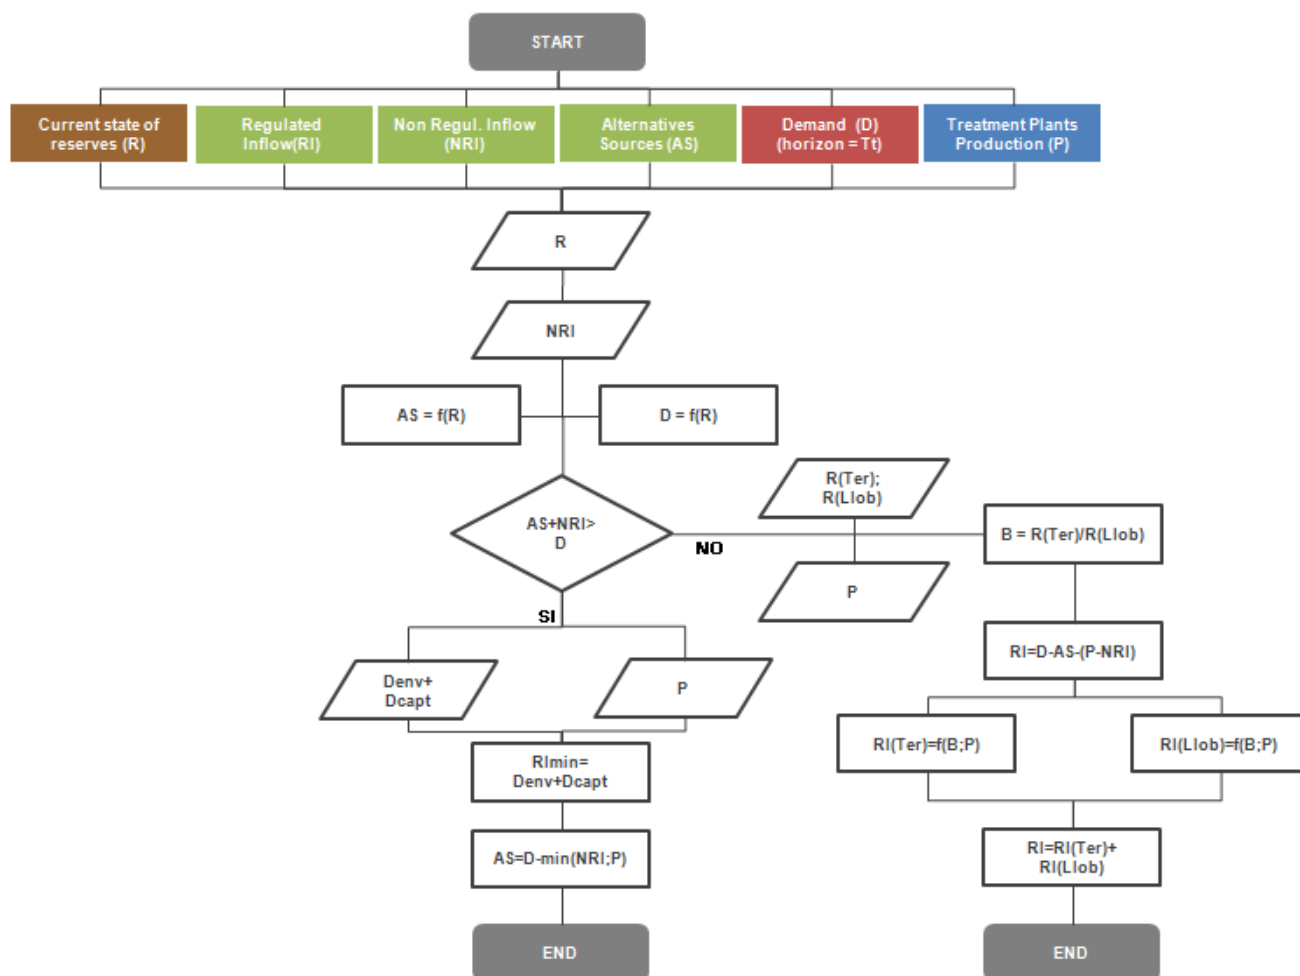 START
Current state of
reserves (R)
Regulated
Inflow(RI)
Non Regul. Inflow
(NRI)
Alternatives
Sources (AS)
Demand (D)
(horizon = Tt)
Treatment Plants
Production (P)
R
NRI
AS = f(R)
D = f(R)
AS+NRI>
D
NO
R(Ter);
R(Llob)
P
B = R(Ter)/R(Llob)
SI
Denv+
Dcapt
P
RI=D-AS-(P-NRI)
RImin=
Denv+Dcapt
RI(Ter)=f(B;P)
RI(Llob)=f(B;P)
AS=D-min(NRI;P)
RI=RI(Ter)+
RI(Llob)
END
END